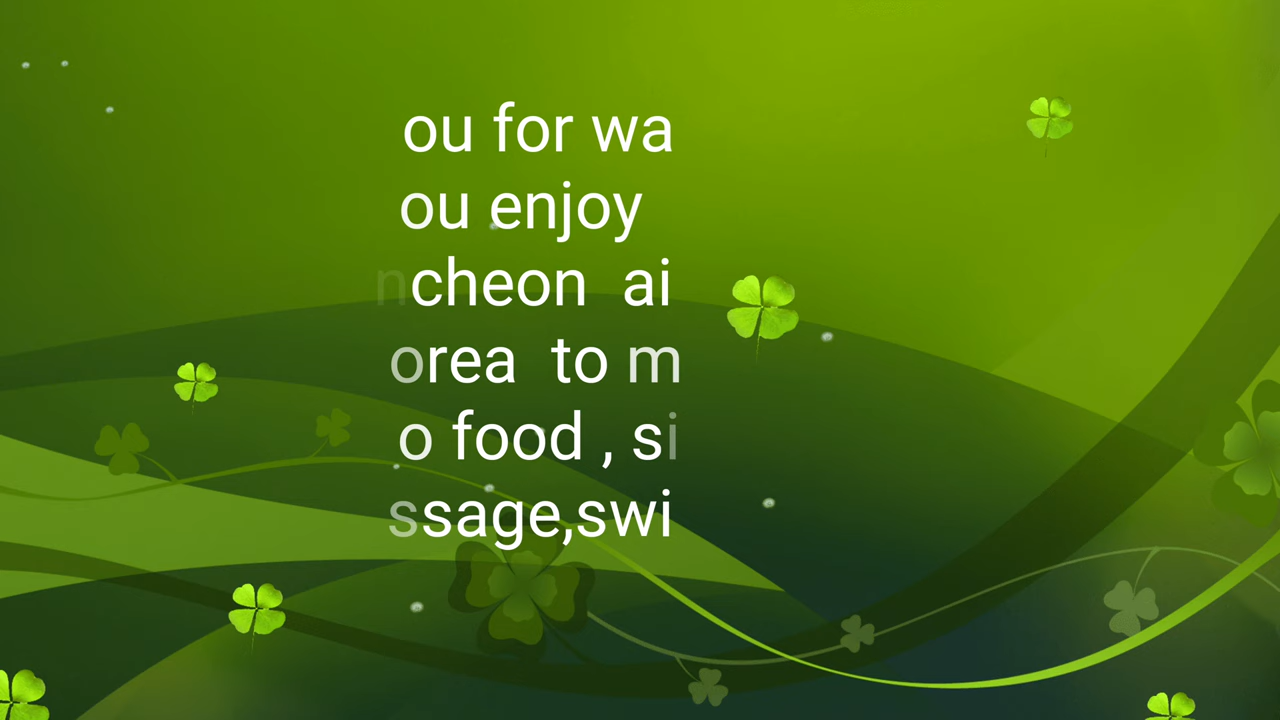 ou for wa
ou enjoy
ncheon ai
orea to m
o food , si
ssage,swi